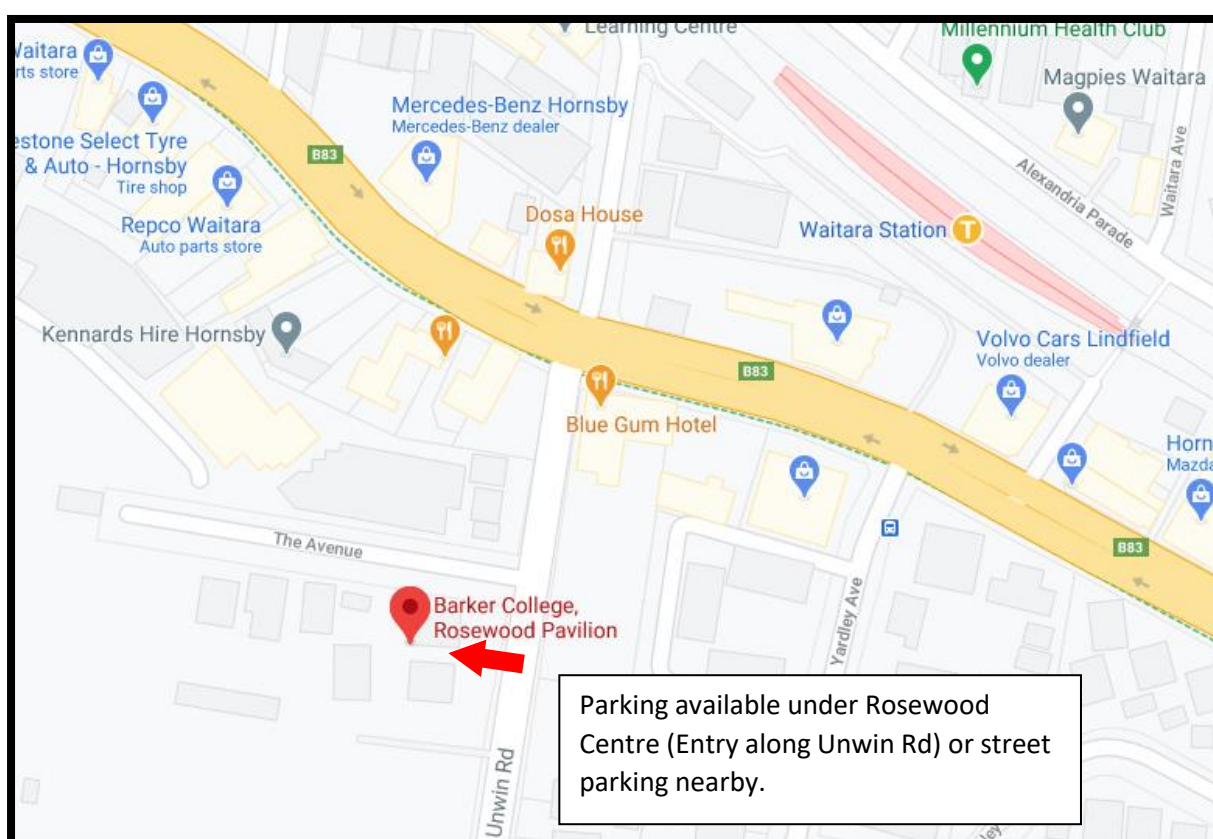 Learning Centre
Millennium Health Club
Magpies Waitara
Waitara
rts store
Mercedes-Benz Hornsby
Mercedes-Benz dealer
estone Select Tyre
& Auto - Hornsby
Tire shop
B83
Repco Waitara
Auto parts store
Dosa House
Waitara Station
T
Alexandria Parade
Waitara Ave
Kennards Hire Hornsby
Volvo Cars Lindfield
Volvo dealer
B83
Blue Gum Hotel
Horn
Mazda
The Avenue
B83
Barker College,
Rosewood Pavilion
Yardley Ave
Unwin Rd
Parking available under Rosewood
Centre (Entry along Unwin Rd) or street
parking nearby.